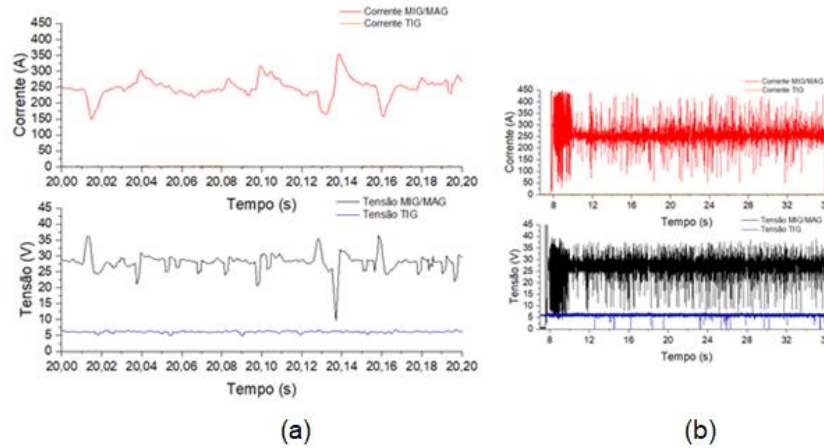 Corrente MIG/MAG
Corrente TIG
Corrente (A)
450
400
350
300
250
200
150
100
50
0
20,00 20,02 20,04 20,06 20,08 20,10 20,12 20,14 20,16 20,18 20,20
Tempo (s)
Tensão MIG/MAG
Tensão TIG
Tensão (V)
45
40
35
30
25
20
15
10
5
0
20,00 20,02 20,04 20,06 20,08 20,10 20,12 20,14 20,16 20,18 20,20
Tempo (s)
(a)
Corrente MIG/MAG
Corrente TIG
Corrente (A)
450
400
350
300
250
200
150
100
50
0
8 12 16 20 24 28 32
Tempo (s)
Tensão MIG/MAG
Tensão TIG
Tensão (V)
45
40
35
30
25
20
15
10
5
0
8 12 16 20 24 28 32
Tempo (s)
(b)